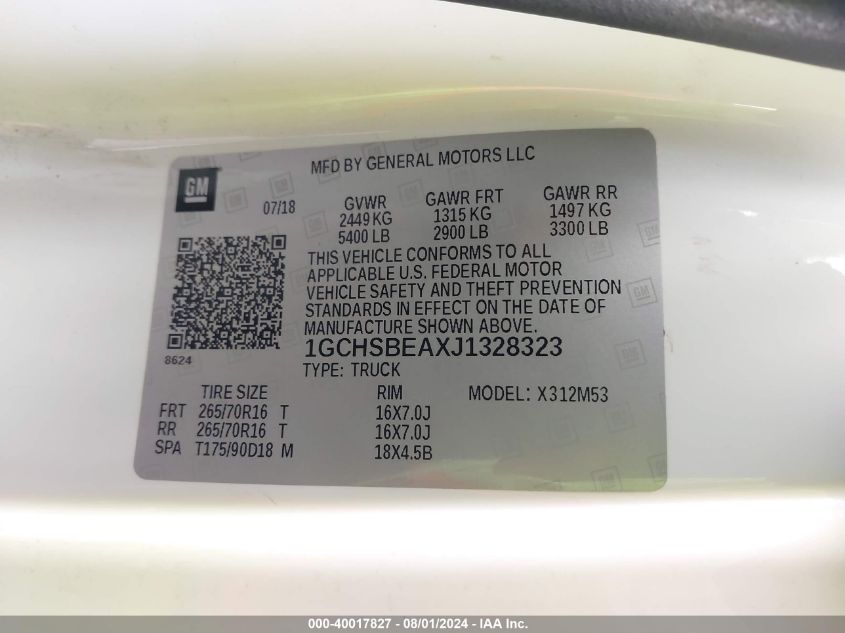 MFD BY GENERAL MOTORS LLC
GM
07/18
GVWR GAWR FRT GAWR RR
2449 KG 1315 KG 1497 KG
5400 LB 2900 LB 3300 LB
THIS VEHICLE CONFORMS TO ALL
APPLICABLE U.S. FEDERAL MOTOR
VEHICLE SAFETY AND THEFT PREVENTION
STANDARDS IN EFFECT ON THE DATE OF
MANUFACTURE SHOWN ABOVE.
8624
1GCHSBEAXJ1328323
TYPE: TRUCK
TIRE SIZE RIM MODEL: X312M53
FRT 265/70R16 T 16X7.0J
RR 265/70R16 T 16X7.0J
SPA T175/90D18 M 18X4.5B
000-40017827 - 08/01/2024 - IAA Inc.